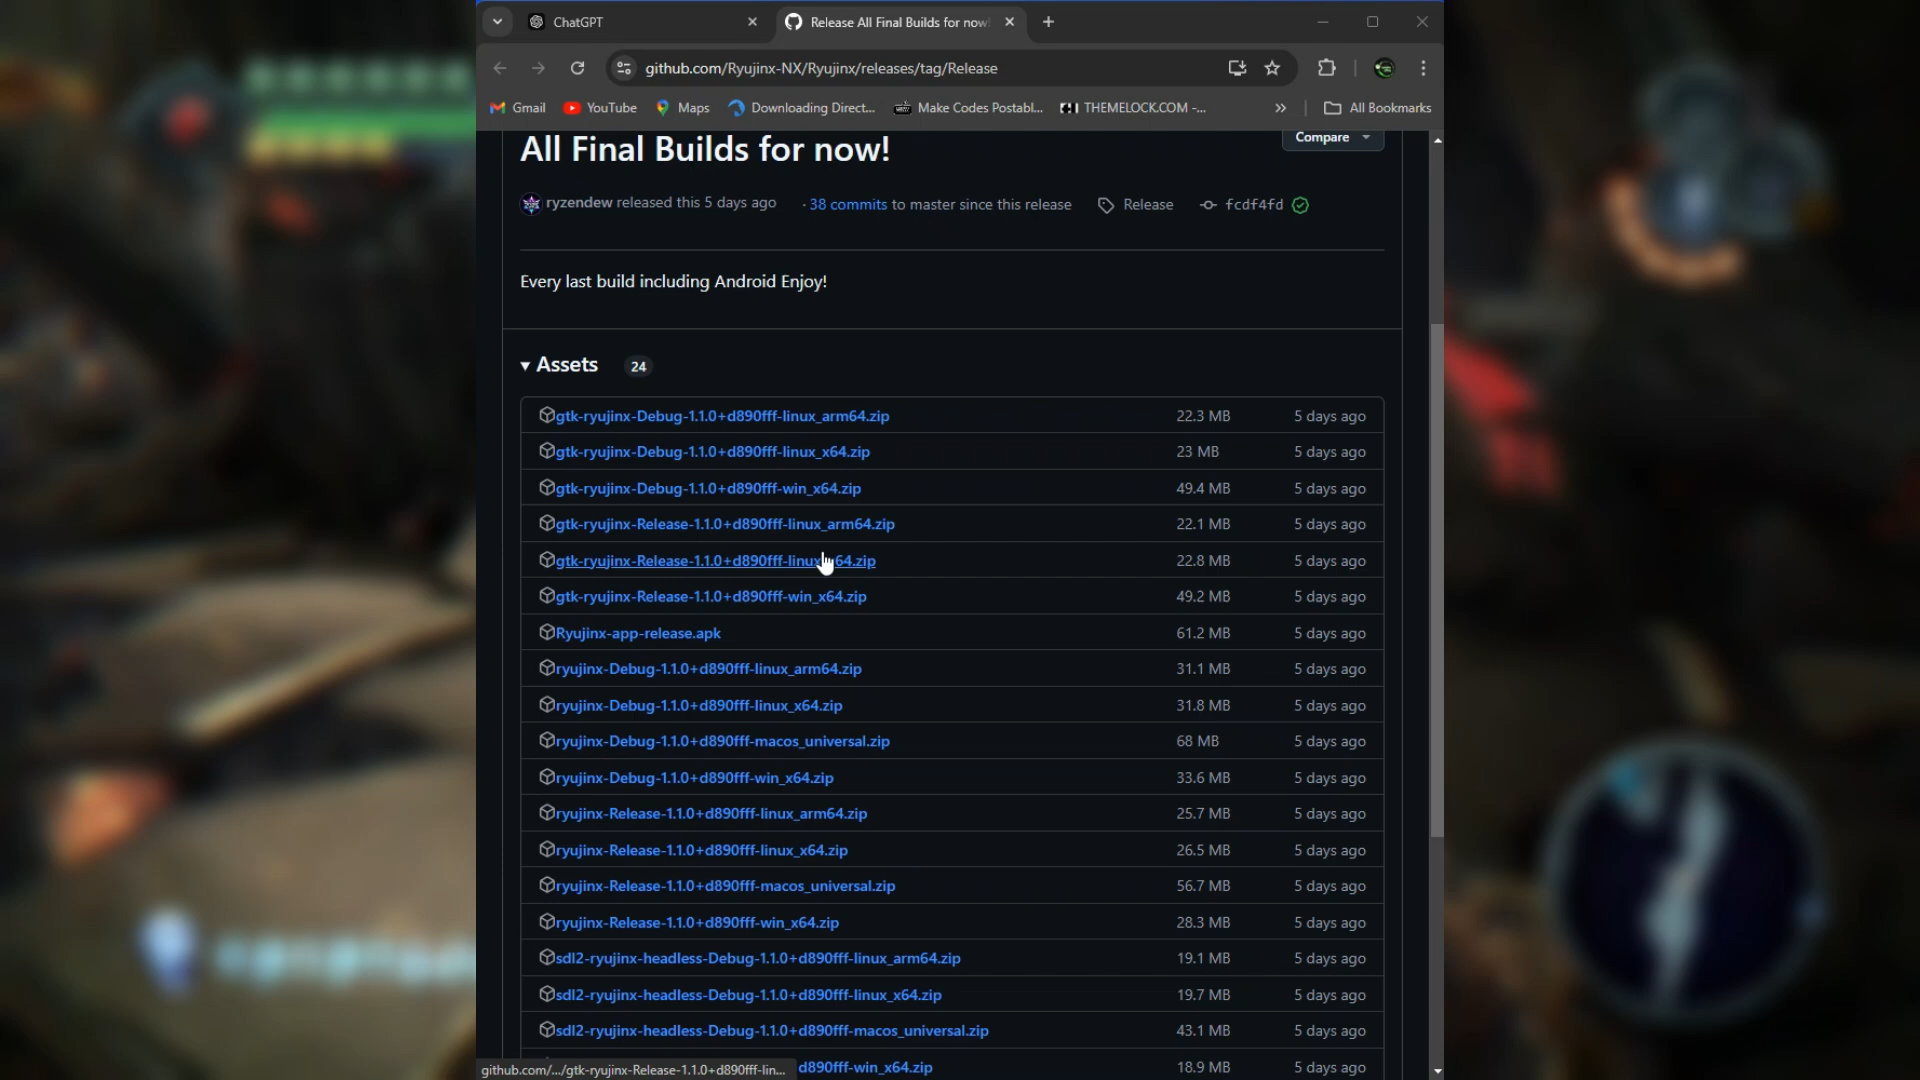 ChatGPT
Release All Final Builds for now
github.com/Ryujinx-NX/Ryujinx/releases/tag/Release
Gmail
YouTube
Maps
Downloading Direct...
Make Codes Postabl...
THEMELOCK.COM -...
»
All Bookmarks
All Final Builds for now!
Compare
ryzendew released this 5 days ago
· 38 commits to master since this release
Release
fcdf4fd
Every last build including Android Enjoy!
Assets 24
gtk-ryujinx-Debug-1.1.0+d890fff-linux_arm64.zip 22.3 MB 5 days ago
gtk-ryujinx-Debug-1.1.0+d890fff-linux_x64.zip 23 MB 5 days ago
gtk-ryujinx-Debug-1.1.0+d890fff-win_x64.zip 49.4 MB 5 days ago
gtk-ryujinx-Release-1.1.0+d890fff-linux_arm64.zip 22.1 MB 5 days ago
gtk-ryujinx-Release-1.1.0+d890fff-linux_x64.zip 22.8 MB 5 days ago
gtk-ryujinx-Release-1.1.0+d890fff-win_x64.zip 49.2 MB 5 days ago
Ryujinx-app-release.apk 61.2 MB 5 days ago
ryujinx-Debug-1.1.0+d890fff-linux_arm64.zip 31.1 MB 5 days ago
ryujinx-Debug-1.1.0+d890fff-linux_x64.zip 31.8 MB 5 days ago
ryujinx-Debug-1.1.0+d890fff-macos_universal.zip 68 MB 5 days ago
ryujinx-Debug-1.1.0+d890fff-win_x64.zip 33.6 MB 5 days ago
ryujinx-Release-1.1.0+d890fff-linux_arm64.zip 25.7 MB 5 days ago
ryujinx-Release-1.1.0+d890fff-linux_x64.zip 26.5 MB 5 days ago
ryujinx-Release-1.1.0+d890fff-macos_universal.zip 56.7 MB 5 days ago
ryujinx-Release-1.1.0+d890fff-win_x64.zip 28.3 MB 5 days ago
sdl2-ryujinx-headless-Debug-1.1.0+d890fff-linux_arm64.zip 19.1 MB 5 days ago
sdl2-ryujinx-headless-Debug-1.1.0+d890fff-linux_x64.zip 19.7 MB 5 days ago
sdl2-ryujinx-headless-Debug-1.1.0+d890fff-macos_universal.zip 43.1 MB 5 days ago
d890fff-win_x64.zip 18.9 MB 5 days ago
github.com/.../gtk-ryujinx-Release-1.1.0+d890fff-lin...